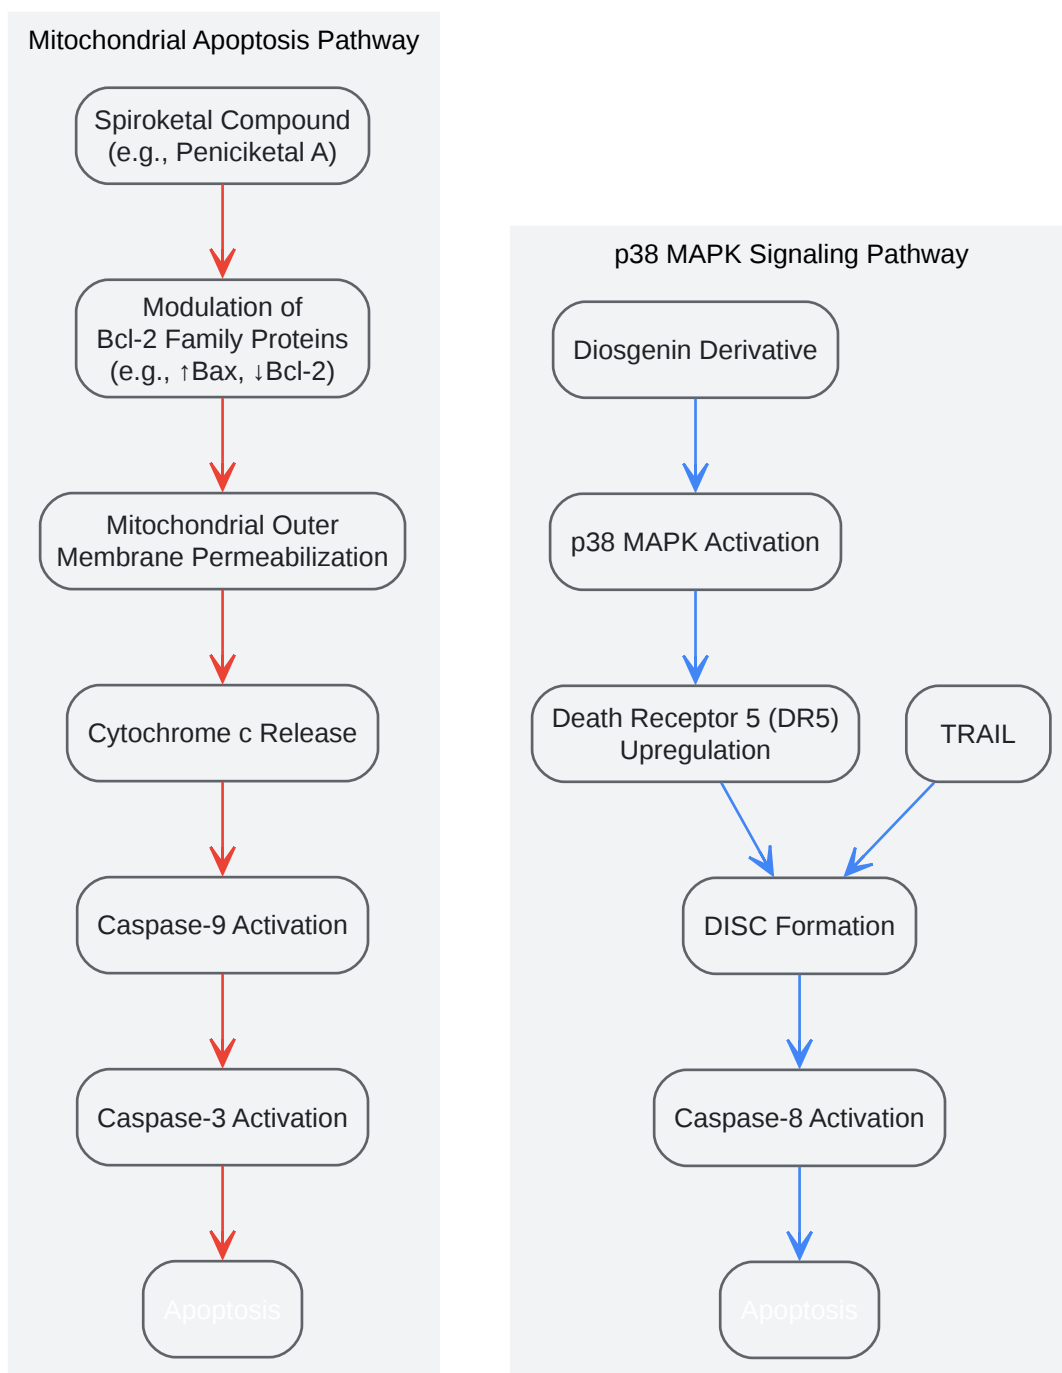 Mitochondrial Apoptosis Pathway
Spiroketal Compound
(e.g., Peniciketal A)
Modulation of
Bcl-2 Family Proteins
(e.g., ↑Bax, ↓Bcl-2)
Mitochondrial Outer
Membrane Permeabilization
Cytochrome c Release
Caspase-9 Activation
Caspase-3 Activation
Apoptosis
p38 MAPK Signaling Pathway
Diosgenin Derivative
p38 MAPK Activation
Death Receptor 5 (DR5)
Upregulation
TRAIL
DISC Formation
Caspase-8 Activation
Apoptosis